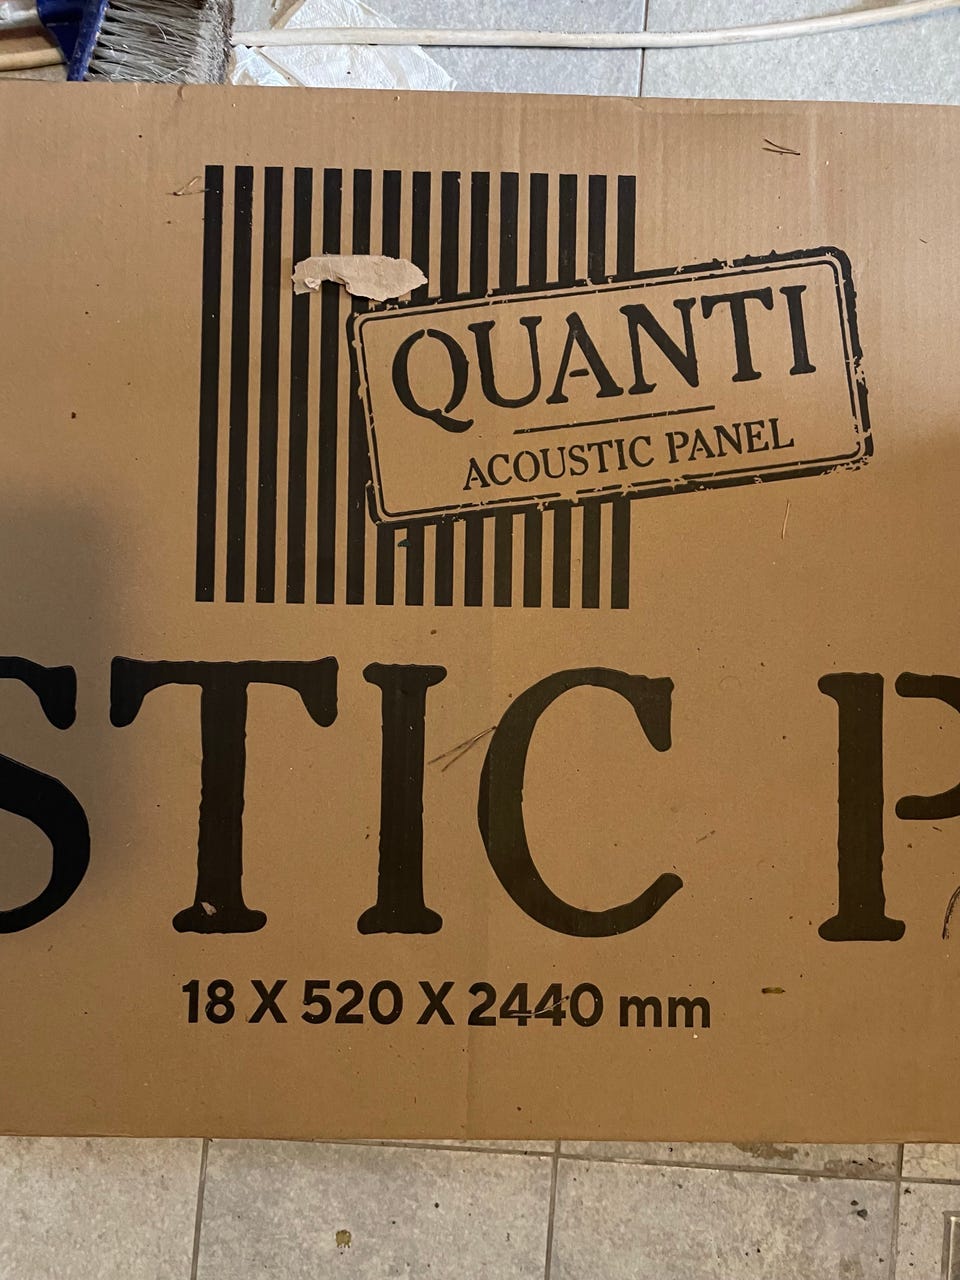 QUANTI
ACOUSTIC PANEL
STIC P
18 X 520 X 2440 mm